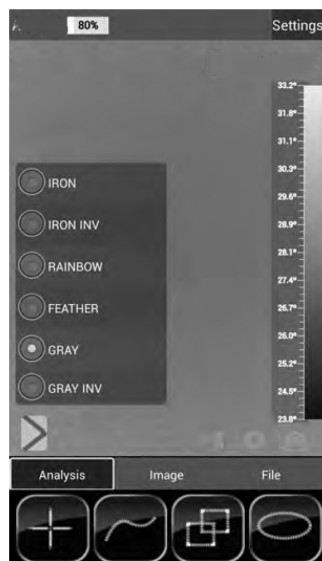 80%
Settings
33.2°
31.8°
31.1°
30.3°
29.6°
28.9°
28.1°
27.4°
26.7°
26.0°
25.2°
24.5°
23.8°
IRON
IRON INV
RAINBOW
FEATHER
GRAY
GRAY INV
Analysis
Image
File